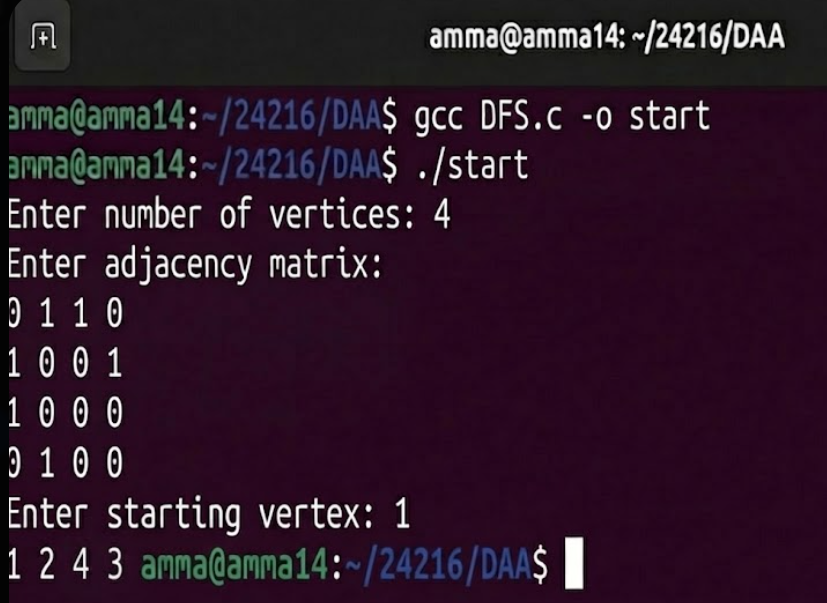 amma@amma14: ~/24216/DAA
amma@amma14:~/24216/DAA$ gcc DFS.c -o start
amma@amma14:~/24216/DAA$ ./start
Enter number of vertices: 4
Enter adjacency matrix:
0 1 1 0
1 0 0 1
1 0 0 0
0 1 0 0
Enter starting vertex: 1
1 2 4 3 amma@amma14:~/24216/DAA$